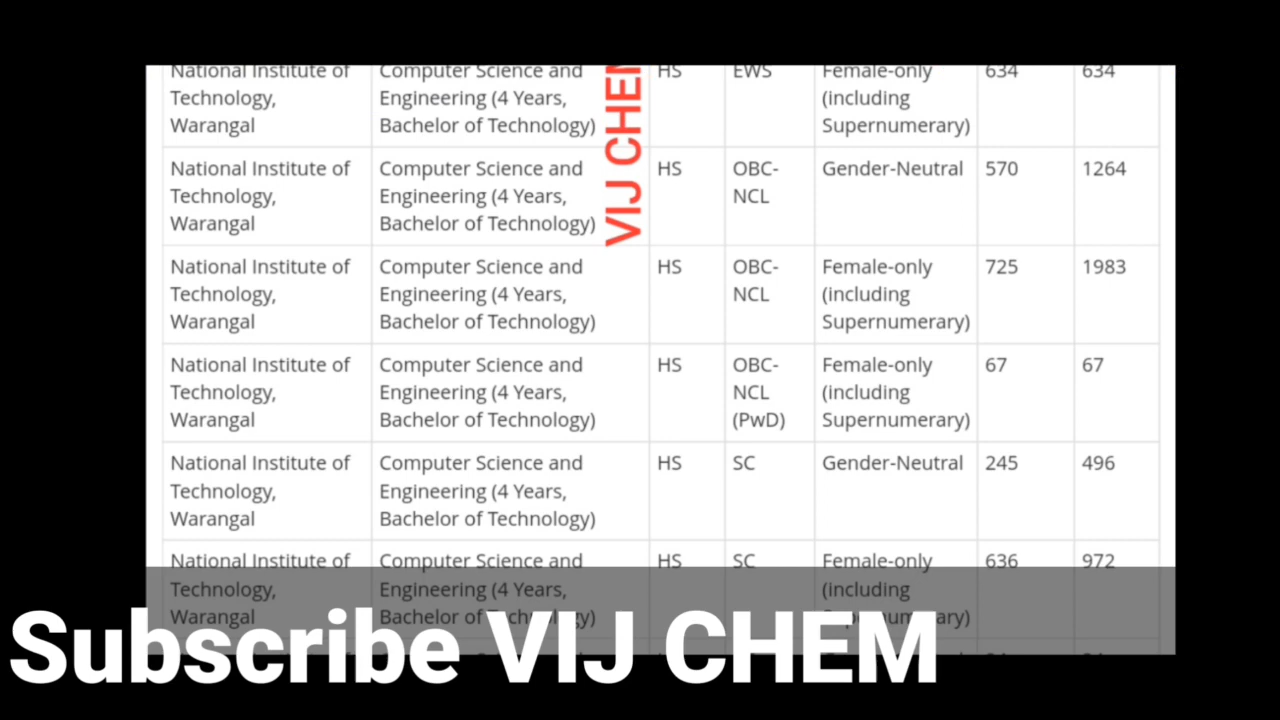 National Institute of Computer Science and HS EWS Female-only 634 634
Technology, Engineering (4 Years, (including
Warangal Bachelor of Technology) Supernumerary)
VIJ CHEM
National Institute of Computer Science and HS OBC- Gender-Neutral 570 1264
Technology, Engineering (4 Years, NCL
Warangal Bachelor of Technology)
National Institute of Computer Science and HS OBC- Female-only 725 1983
Technology, Engineering (4 Years, NCL (including
Warangal Bachelor of Technology) Supernumerary)
National Institute of Computer Science and HS OBC- Female-only 67 67
Technology, Engineering (4 Years, NCL (including
Warangal Bachelor of Technology) (PwD) Supernumerary)
National Institute of Computer Science and HS SC Gender-Neutral 245 496
Technology, Engineering (4 Years,
Warangal Bachelor of Technology)
National Institute of Computer Science and HS SC Female-only 636 972
Technology, Engineering (4 Years, (including
Warangal Bachelor of Technology) Supernumerary)
Subscribe VIJ CHEM